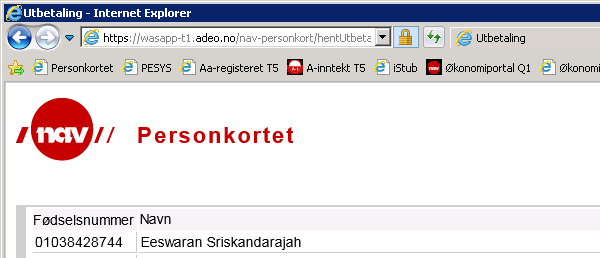 Utbetaling - Internet Explorer
https://wasapp-t1.adeo.no/nav-personkort/hentUtbeta Utbetaling
Personkortet PESYS Aa-registeret T5 A-inntekt T5 iStub Økonomiportal Q1 Økonomi
nav Personkortet
Fødselsnummer Navn
01038428744 Eeswaran Sriskandarajah